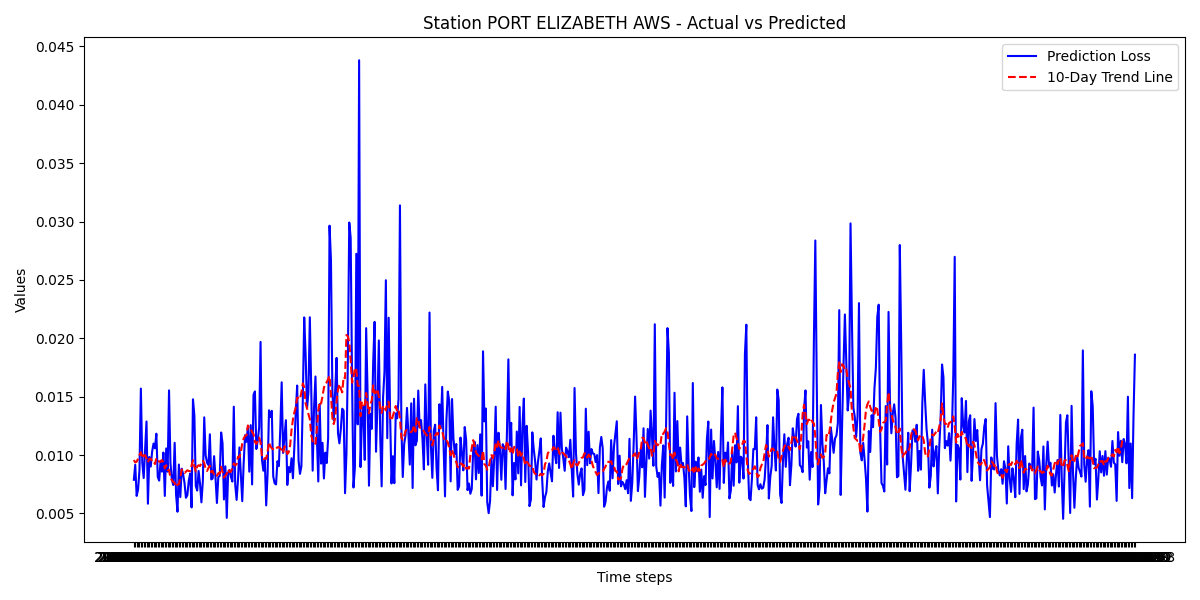 Station PORT ELIZABETH AWS - Actual vs Predicted
Prediction Loss
10-Day Trend Line
Values
0.045
0.040
0.035
0.030
0.025
0.020
0.015
0.010
0.005
Time steps